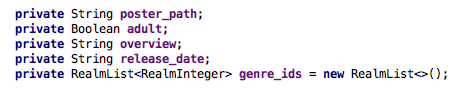 private String poster_path;
private Boolean adult;
private String overview;
private String release_date;
private RealmList<RealmInteger> genre_ids = new RealmList<>();